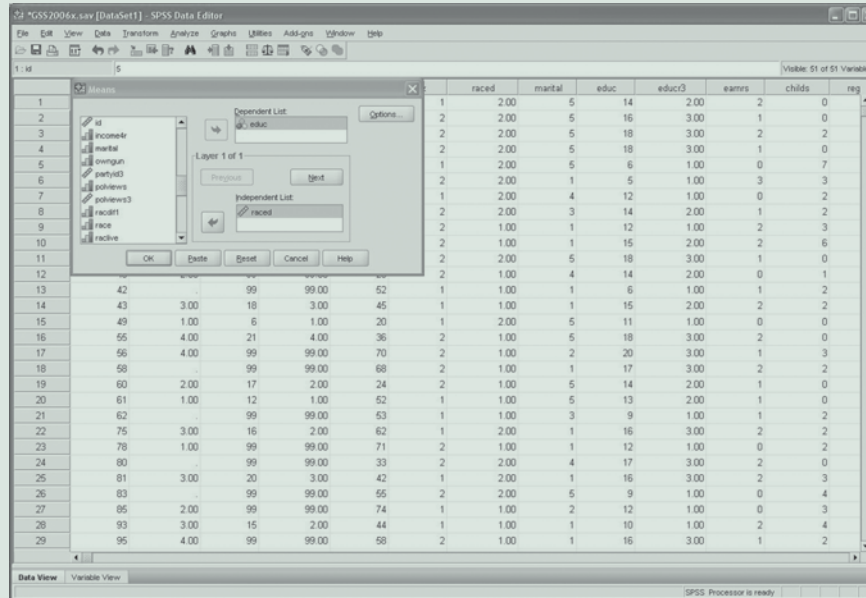 *GSS2006x.sav [DataSet1] - SPSS Data Editor
File Edit View Data Transform Analyze Graphs Utilities Add-ons Window Help
1 : id 5 Visible: 51 of 51 Variabl
Means
id
income4r
marital
owngun
partyid3
polviews
polviews3
racdif1
race
raclive
Dependent List:
educ
Options...
Layer 1 of 1
Previous Next
Independent List:
raced
OK Paste Reset Cancel Help
raced marital educ educr3 earnrs childs reg
1 1 2.00 5 14 2.00 2 0
2 2 2.00 5 16 3.00 1 0
3 2 2.00 5 18 3.00 2 2
4 2 2.00 5 18 3.00 1 0
5 1 2.00 5 6 1.00 0 7
6 2 2.00 1 5 1.00 3 3
7 1 1.00 4 12 1.00 0 2
8 2 2.00 3 14 2.00 1 2
9 2 1.00 1 12 1.00 2 3
10 2 1.00 1 15 2.00 2 6
11 2 2.00 5 18 3.00 1 0
12 2 1.00 4 14 2.00 0 1
13 42 . 99 99.00 52 1 1.00 1 6 1.00 1 2
14 43 3.00 18 3.00 45 1 1.00 1 15 2.00 2 2
15 49 1.00 6 1.00 20 1 2.00 5 11 1.00 0 0
16 55 4.00 21 4.00 36 2 1.00 5 18 3.00 2 0
17 56 4.00 99 99.00 70 2 1.00 2 20 3.00 1 3
18 58 . 99 99.00 68 2 1.00 1 17 3.00 2 2
19 60 2.00 17 2.00 24 2 1.00 5 14 2.00 1 0
20 61 1.00 12 1.00 52 1 1.00 5 13 2.00 1 0
21 62 . 99 99.00 53 1 1.00 3 9 1.00 1 2
22 75 3.00 16 2.00 62 1 2.00 1 16 3.00 2 2
23 78 1.00 99 99.00 71 2 1.00 1 12 1.00 0 2
24 80 . 99 99.00 33 2 2.00 4 17 3.00 2 0
25 81 3.00 20 3.00 42 1 2.00 1 16 3.00 2 3
26 83 . 99 99.00 55 2 2.00 5 9 1.00 0 4
27 85 2.00 99 99.00 74 1 1.00 2 12 1.00 0 3
28 93 3.00 15 2.00 44 1 1.00 1 10 1.00 2 4
29 95 4.00 99 99.00 58 2 1.00 1 16 3.00 1 2
Data View Variable View
SPSS Processor is ready